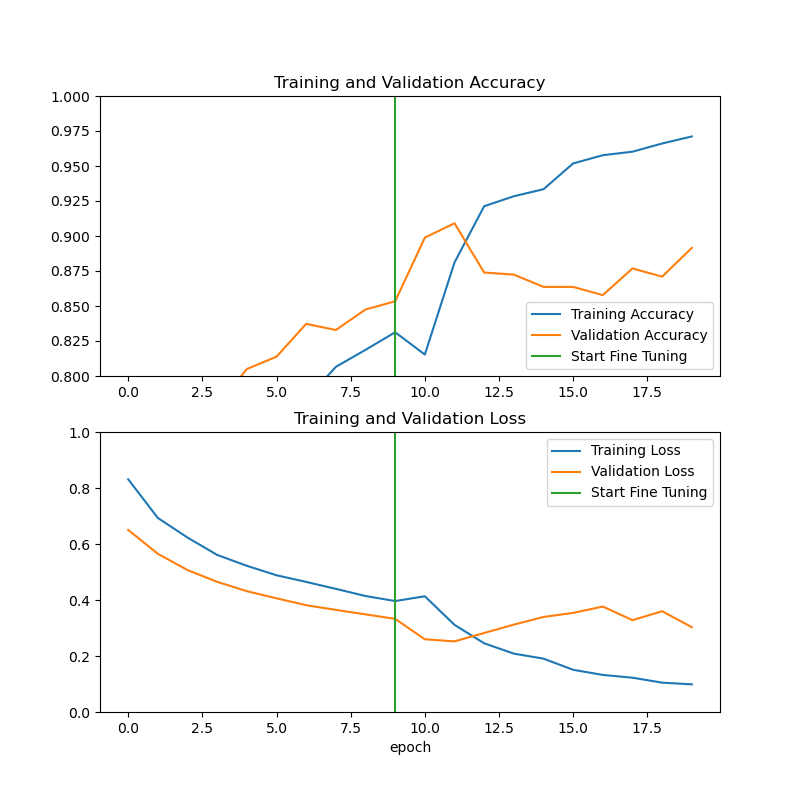 Training and Validation Accuracy
1.000
0.975
0.950
0.925
0.900
0.875
0.850
0.825
0.800
Training Accuracy
Validation Accuracy
Start Fine Tuning
0.0 2.5 5.0 7.5 10.0 12.5 15.0 17.5
Training and Validation Loss
1.0
0.8
0.6
0.4
0.2
0.0
Training Loss
Validation Loss
Start Fine Tuning
0.0 2.5 5.0 7.5 10.0 12.5 15.0 17.5
epoch